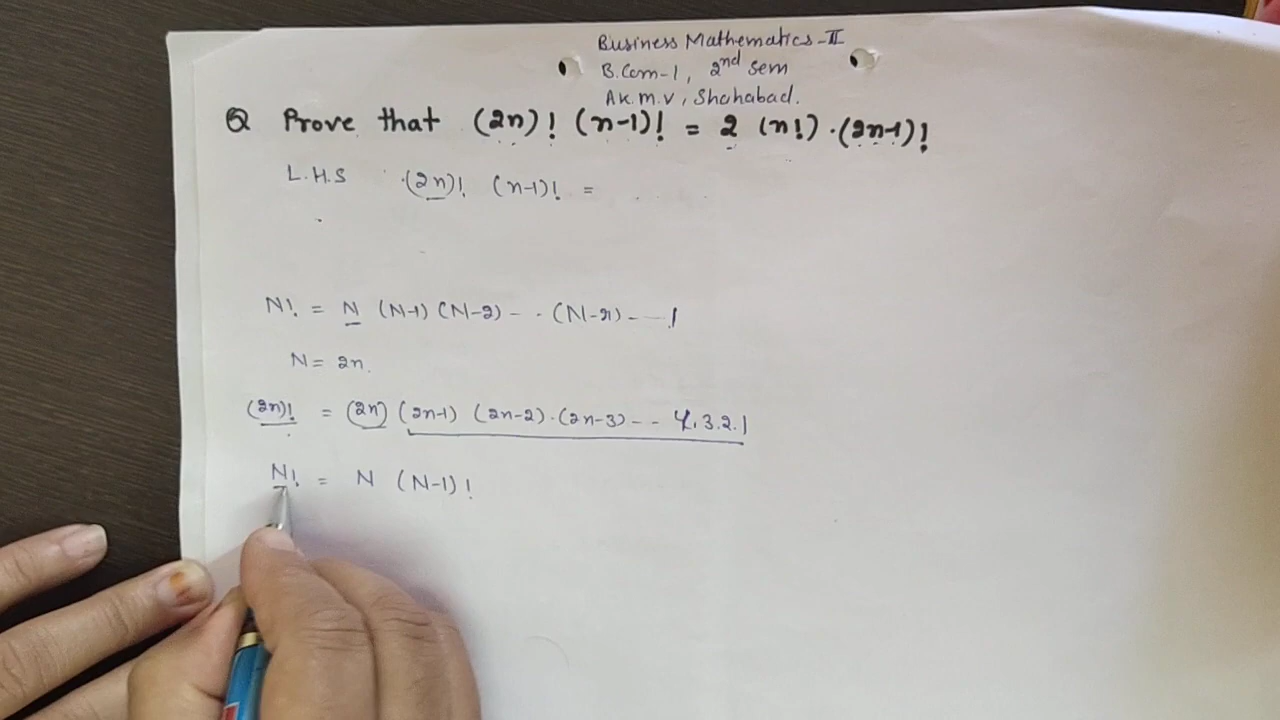 Business Mathematics-II
B.Com-1, 2nd Sem
A.K.M.V, Shahabad.
Q Prove that (2n)! (n-1)! = 2 (n!) . (2n-1)!
L.H.S (2n)! (n-1)! =
N! = N (N-1) (N-2) - - (N-r) - - - 1
N = 2n.
(2n)! = (2n) (2n-1) (2n-2) . (2n-3) - - 4.3.2.1
N! = N (N-1)!